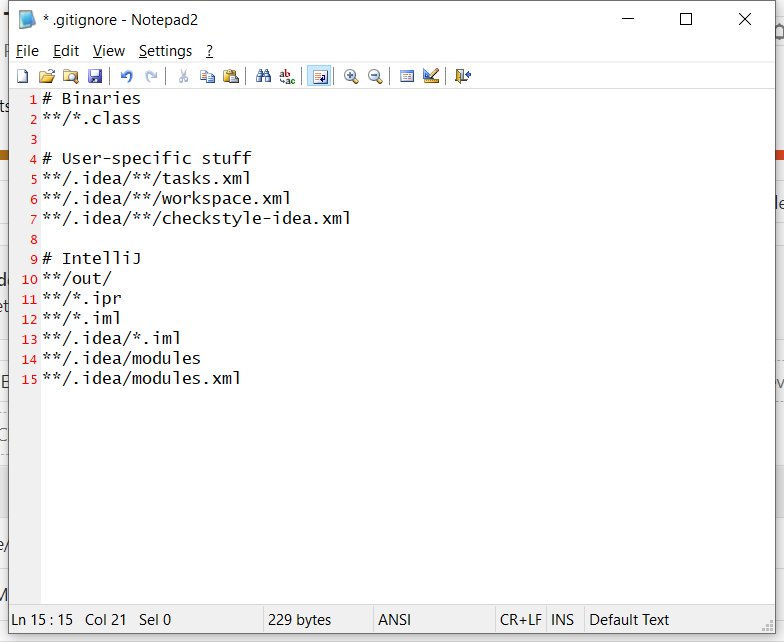 * .gitignore - Notepad2
File Edit View Settings ?
1 # Binaries
2 **/*.class
3
4 # User-specific stuff
5 **/.idea/**/tasks.xml
6 **/.idea/**/workspace.xml
7 **/.idea/**/checkstyle-idea.xml
8
9 # IntelliJ
10 **/out/
11 **/*.ipr
12 **/*.iml
13 **/.idea/*.iml
14 **/.idea/modules
15 **/.idea/modules.xml
Ln 15 : 15 Col 21 Sel 0 229 bytes ANSI CR+LF INS Default Text